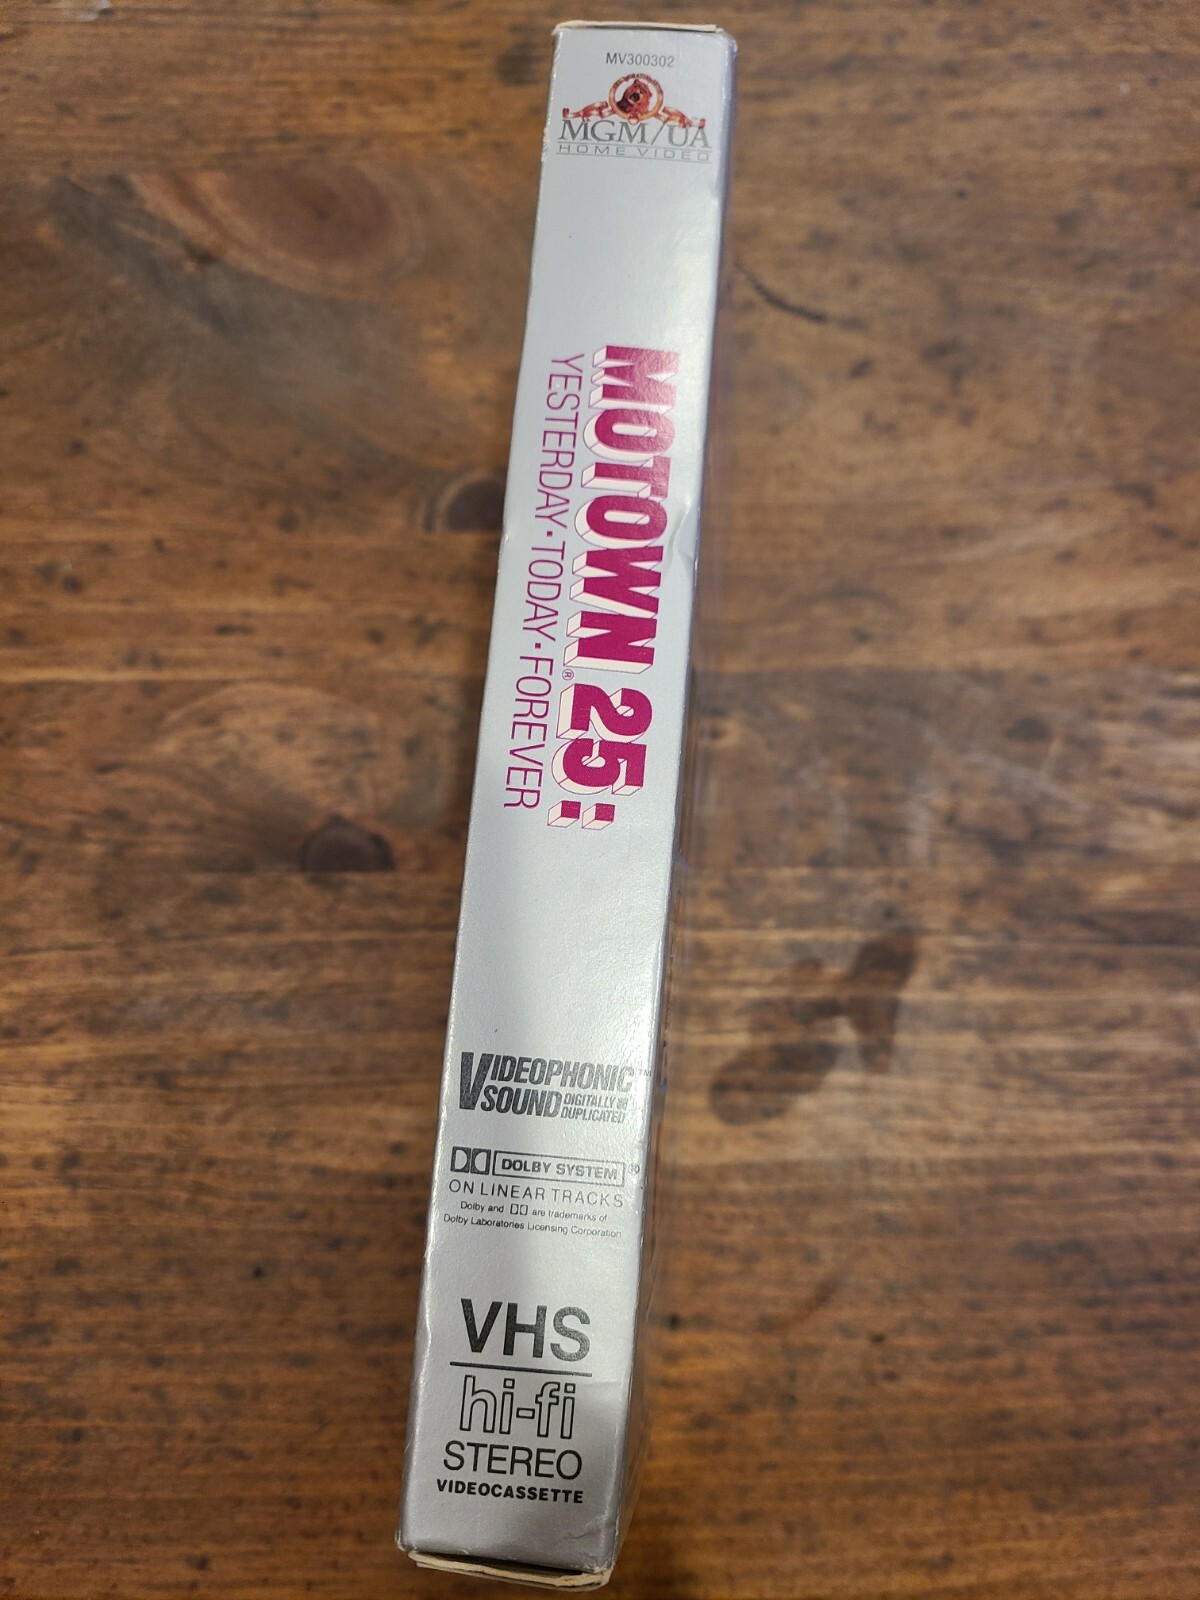 MV300302
MGM/UA
HOME VIDEO
MOTOWN® 25:
YESTERDAY·TODAY·FOREVER
VIDEOPHONIC™
SOUND DIGITALLY
DUPLICATED
DOLBY SYSTEM®
ON LINEAR TRACKS
Dolby and are trademarks of
Dolby Laboratories Licensing Corporation
VHS
hi-fi
STEREO
VIDEOCASSETTE